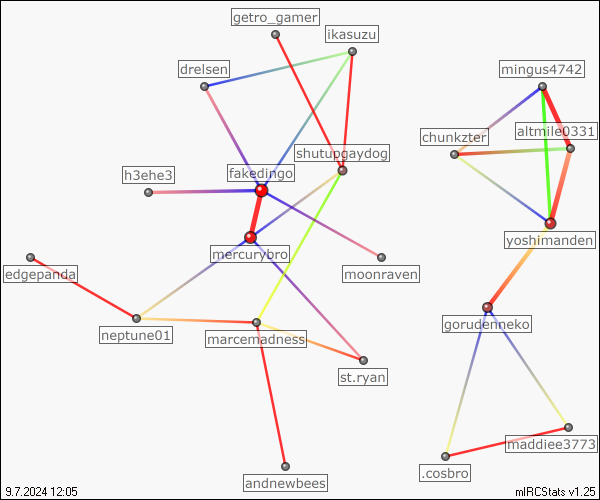 getro_gamer
ikasuzu
drelsen
mingus4742
chunkzter
altmile0331
shutupgaydog
h3ehe3
fakedingo
yoshimanden
mercurybro
edgepanda
moonraven
neptune01
marcemadness
gorudenneko
st.ryan
maddiee3773
.cosbro
andnewbees
9.7.2024 12:05
mIRCStats v1.25